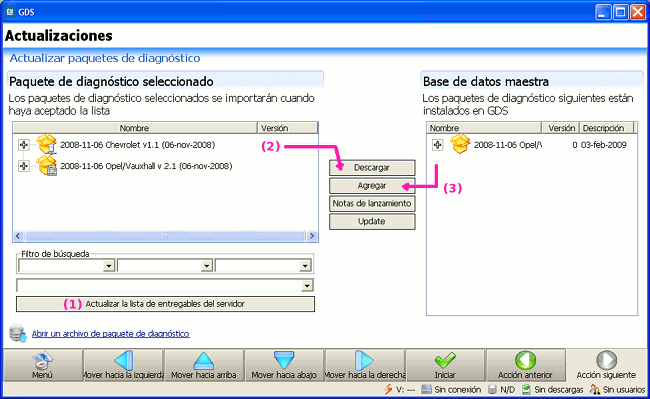 GDS
Actualizaciones
Actualizar paquetes de diagnóstico
Paquete de diagnóstico seleccionado
Los paquetes de diagnóstico seleccionados se importarán cuando
haya aceptado la lista
Nombre Versión
2008-11-06 Chevrolet v1.1 (06-nov-2008)
2008-11-06 Opel/Vauxhall v 2.1 (06-nov-2008)
(2)
Descargar
Agregar
(3)
Notas de lanzamiento
Update
Base de datos maestra
Los paquetes de diagnóstico siguientes están
instalados en GDS
Nombre Versión Descripción
2008-11-06 Opel/\ 0 03-feb-2009
Filtro de búsqueda
(1) Actualizar la lista de entregables del servidor
Abrir un archivo de paquete de diagnóstico
Menú
Mover hacia la izquierda
Mover hacia arriba
Mover hacia abajo
Mover hacia la derecha
Iniciar
Acción anterior
Acción siguiente
V: --- Sin conexión N/D Sin descargas Sin usuarios